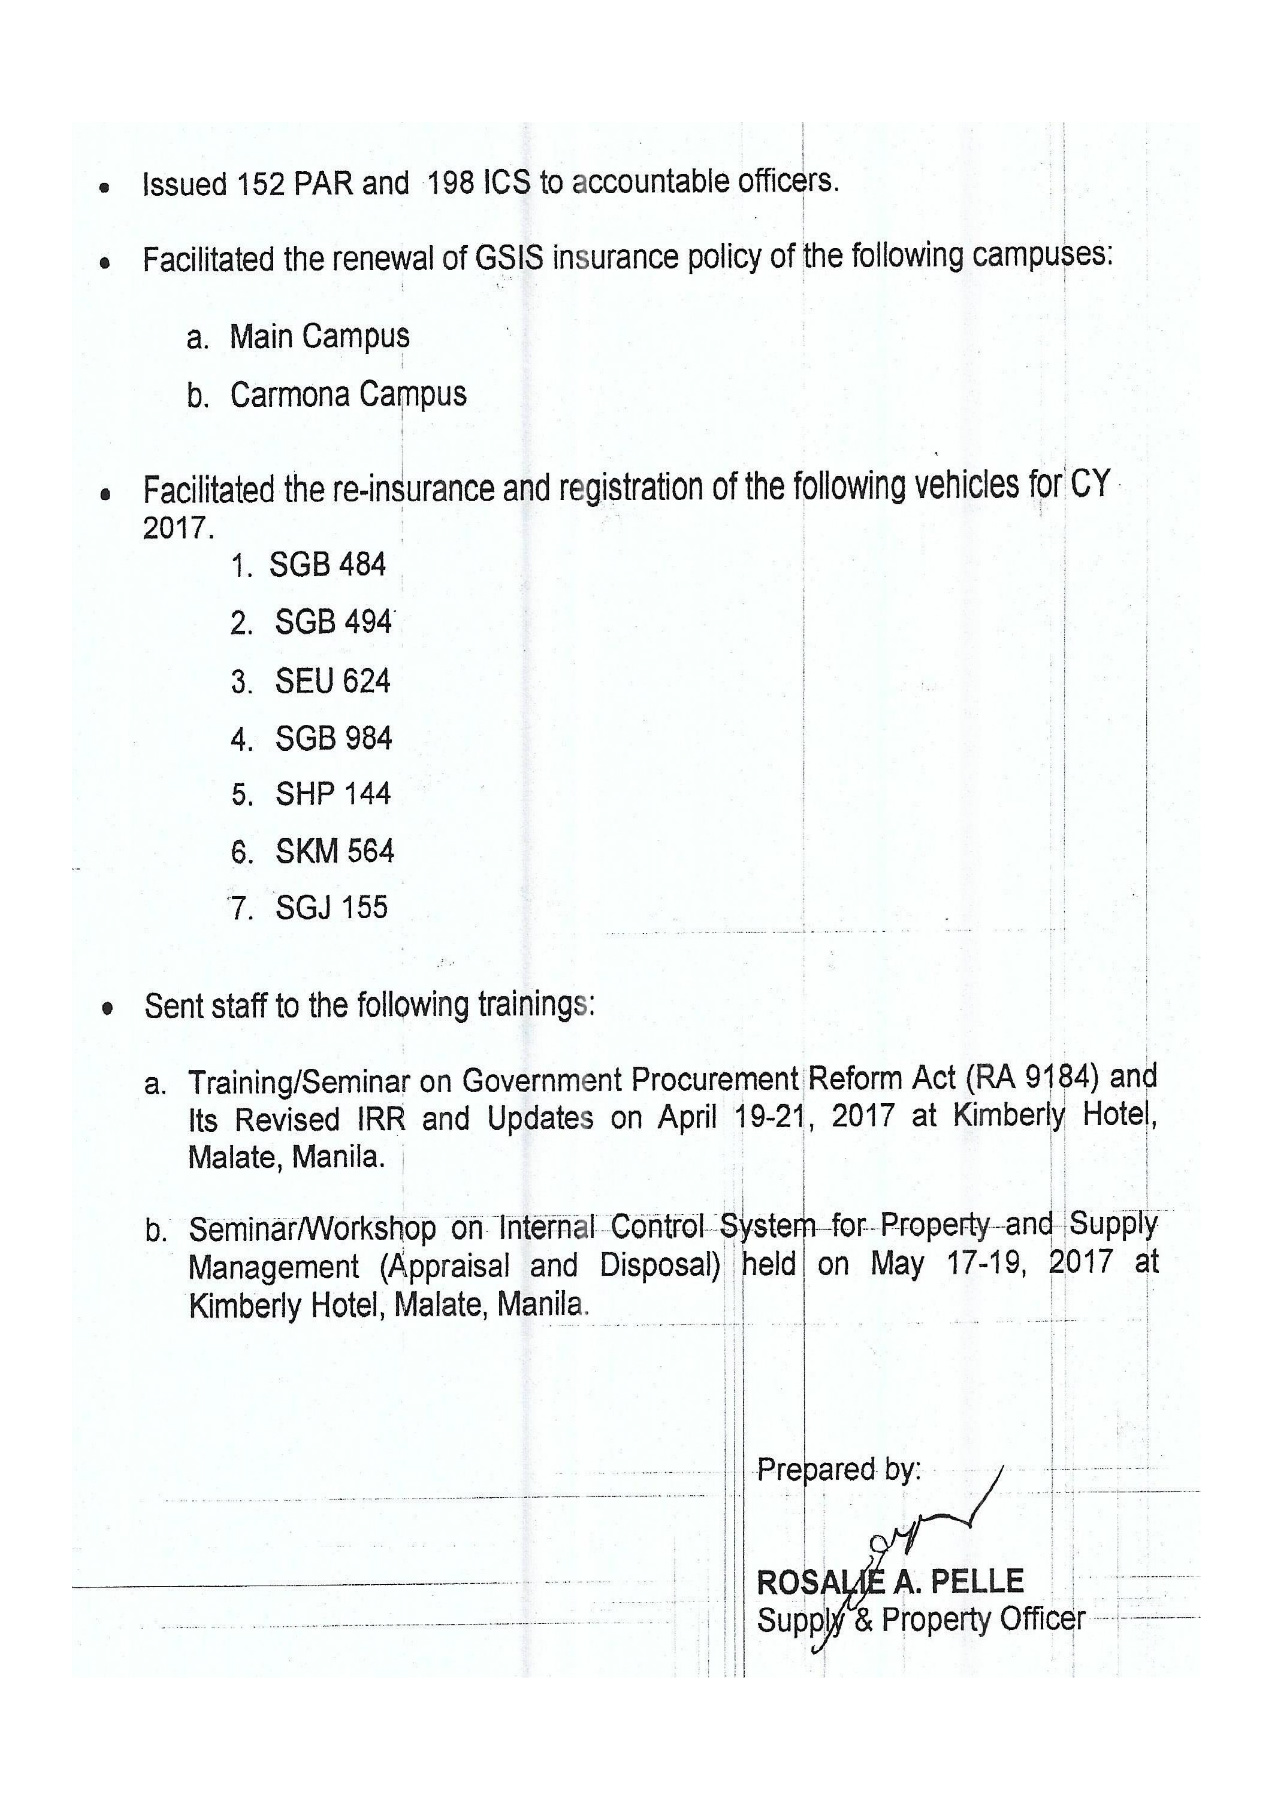 • Issued 152 PAR and 198 ICS to accountable officers.
• Facilitated the renewal of GSIS insurance policy of the following campuses:
a. Main Campus
b. Carmona Campus
• Facilitated the re-insurance and registration of the following vehicles for CY
2017.
1. SGB 484
2. SGB 494
3. SEU 624
4. SGB 984
5. SHP 144
6. SKM 564
7. SGJ 155
• Sent staff to the following trainings:
a. Training/Seminar on Government Procurement Reform Act (RA 9184) and
Its Revised IRR and Updates on April 19-21, 2017 at Kimberly Hotel,
Malate, Manila.
b. Seminar/Workshop on Internal Control System for Property and Supply
Management (Appraisal and Disposal) held on May 17-19, 2017 at
Kimberly Hotel, Malate, Manila.
Prepared by:
ROSALIE A. PELLE
Supply & Property Officer